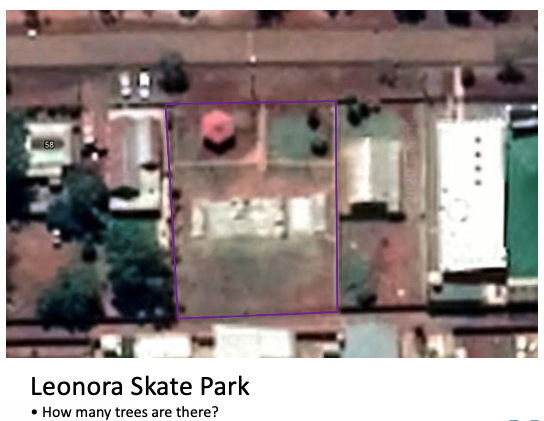 58
Leonora Skate Park
• How many trees are there?